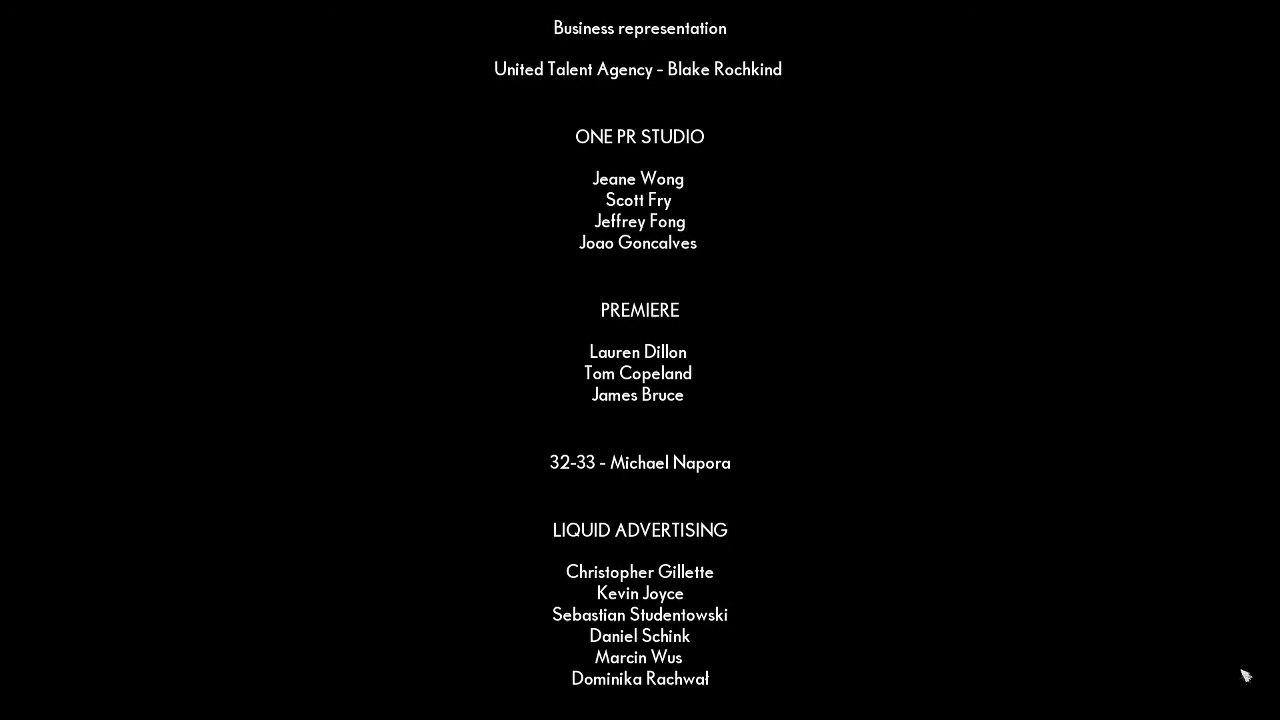 Business representation
United Talent Agency - Blake Rochkind
ONE PR STUDIO
Jeane Wong
Scott Fry
Jeffrey Fong
Joao Goncalves
PREMIERE
Lauren Dillon
Tom Copeland
James Bruce
32-33 - Michael Napora
LIQUID ADVERTISING
Christopher Gillette
Kevin Joyce
Sebastian Studentowski
Daniel Schink
Marcin Wus
Dominika Rachwał